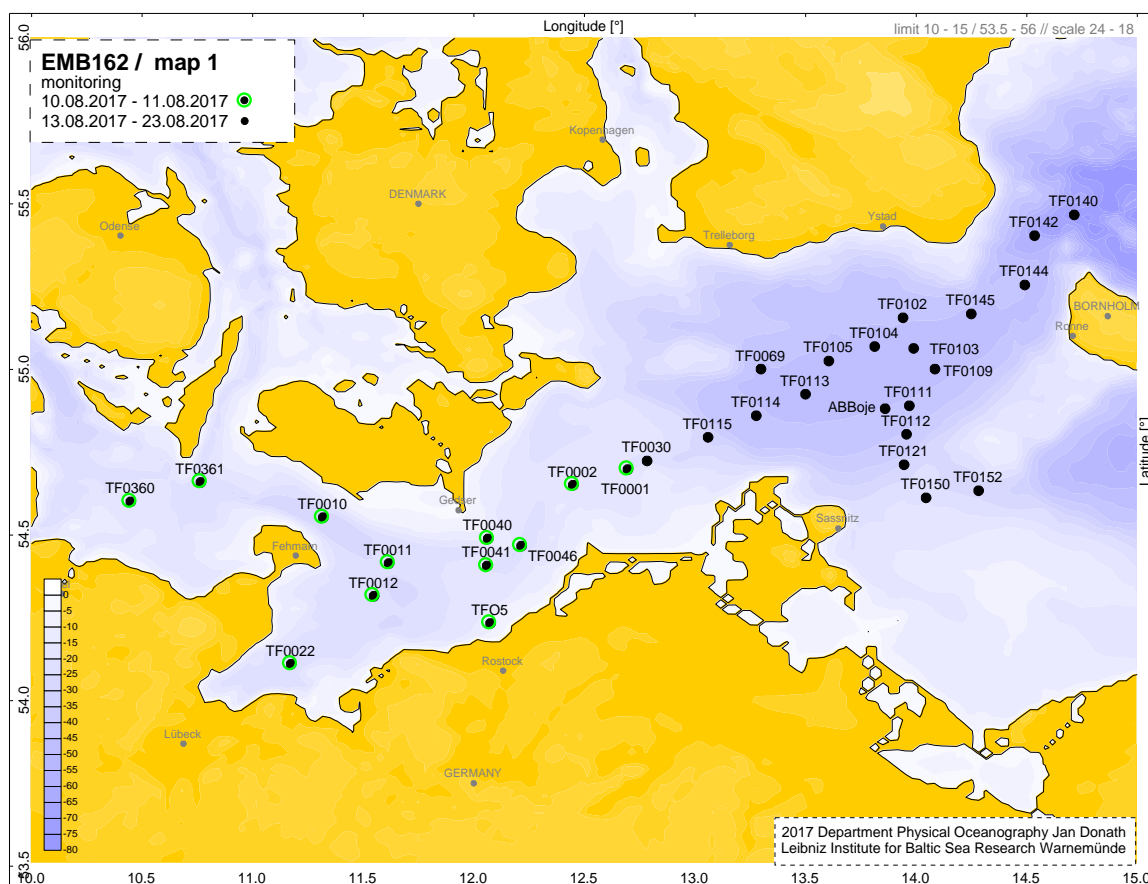 Longitude [°]
limit 10 - 15 / 53.5 - 56 // scale 24 - 18
EMB162 / map 1
monitoring
10.08.2017 - 11.08.2017
13.08.2017 - 23.08.2017
Kopenhagen
DENMARK
Odense
Trelleborg
Ystad
TF0140
TF0142
TF0144
BORNHOLM
Ronne
TF0102
TF0145
TF0104
TF0105
TF0103
TF0069
TF0109
TF0113
TF0111
ABBoje
TF0114
TF0112
TF0115
TF0121
TF0030
TF0152
TF0150
TF0002
TF0001
TF0361
TF0360
Gedser
TF0010
Sassnitz
TF0040
TF0041
TF0046
Fehmarn
TF0011
TF0012
TFO5
TF0022
Rostock
Lübeck
GERMANY
0
-5
-10
-15
-20
-25
-30
-35
-40
-45
-50
-55
-60
-65
-70
-75
-80
56.0
55.5
55.0
54.5
54.0
53.5
Latitude [°]
2017 Department Physical Oceanography Jan Donath
Leibniz Institute for Baltic Sea Research Warnemünde
10.0 10.5 11.0 11.5 12.0 12.5 13.0 13.5 14.0 14.5 15.0